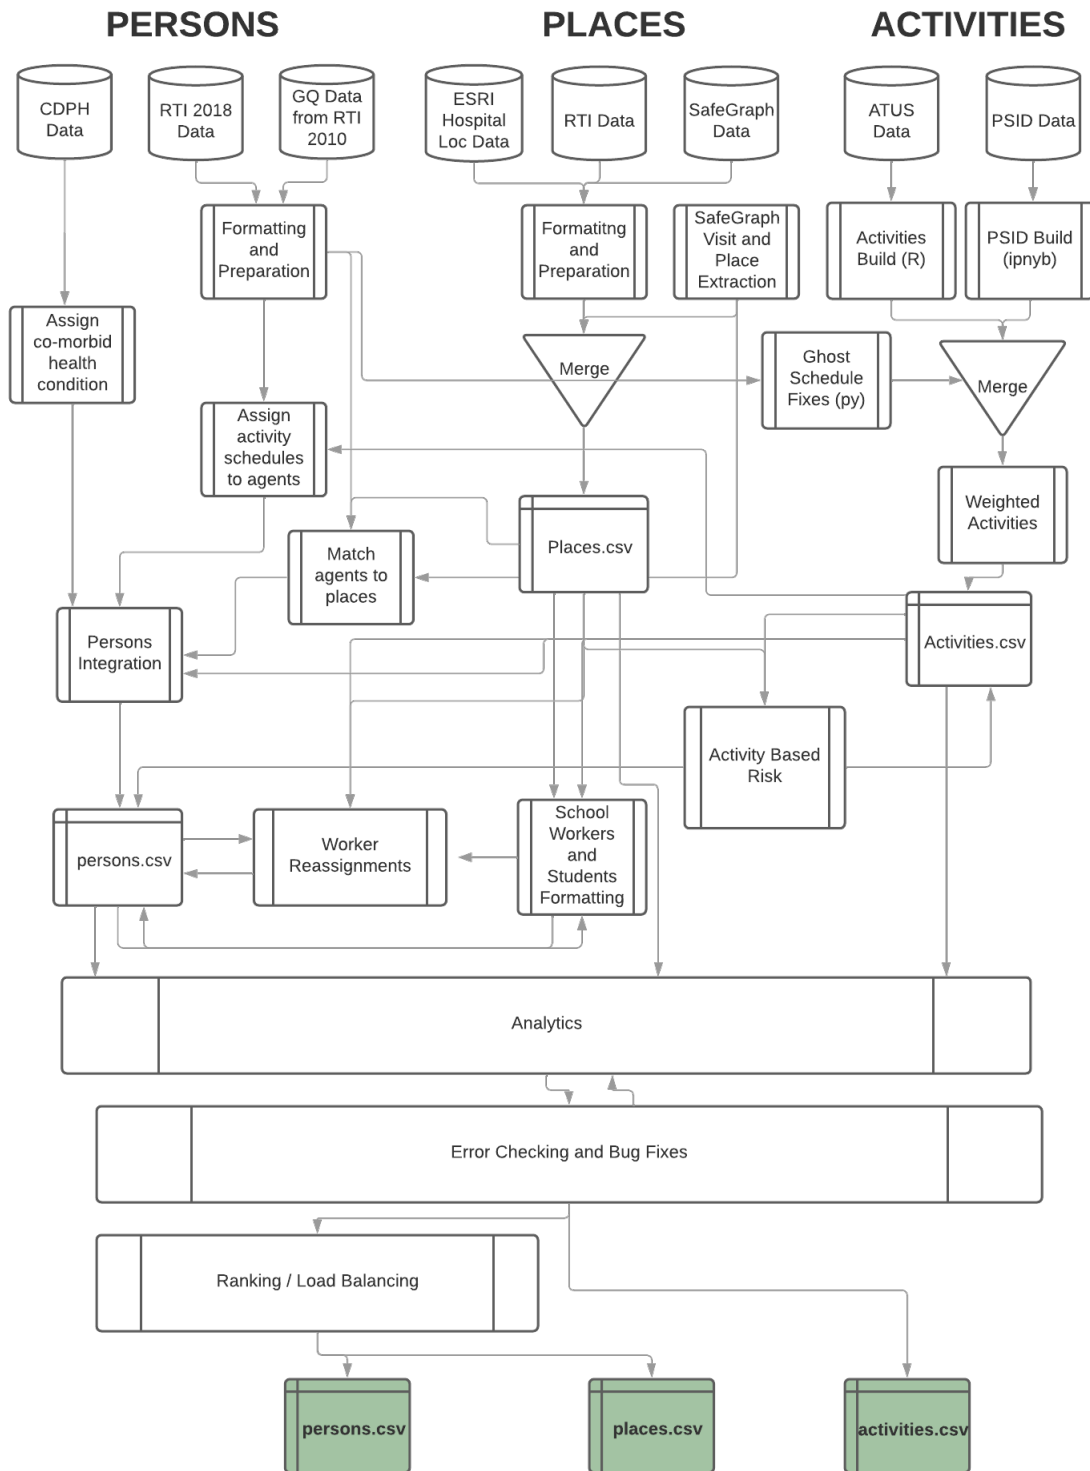 PERSONS
PLACES
ACTIVITIES
CDPH
Data
RTI 2018
Data
GQ Data
from RTI
2010
ESRI
Hospital
Loc Data
RTI Data
SafeGraph
Data
ATUS
Data
PSID Data
Formatting
and
Preparation
Formatitng
and
Preparation
SafeGraph
Visit and
Place
Extraction
Activities
Build (R)
PSID Build
(ipnyb)
Assign
co-morbid
health
condition
Merge
Ghost
Schedule
Fixes (py)
Merge
Assign
activity
schedules
to agents
Weighted
Activities
Match
agents to
places
Places.csv
Persons
Integration
Activities.csv
Activity Based
Risk
persons.csv
Worker
Reassignments
School
Workers
and
Students
Formatting
Analytics
Error Checking and Bug Fixes
Ranking / Load Balancing
persons.csv
places.csv
activities.csv